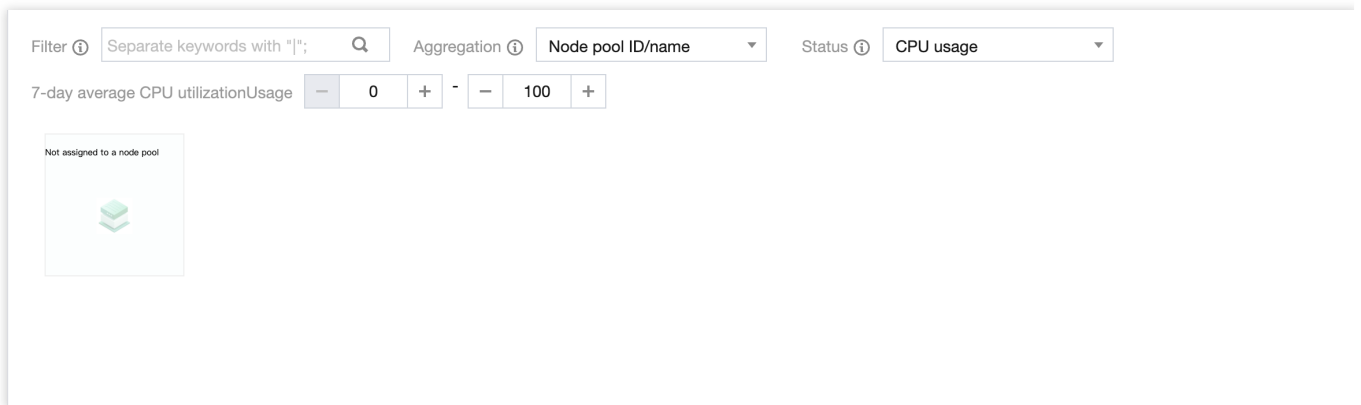 Filter Separate keywords with "|"; Aggregation Node pool ID/name Status CPU usage
7-day average CPU utilizationUsage − 0 + - − 100 +
Not assigned to a node pool